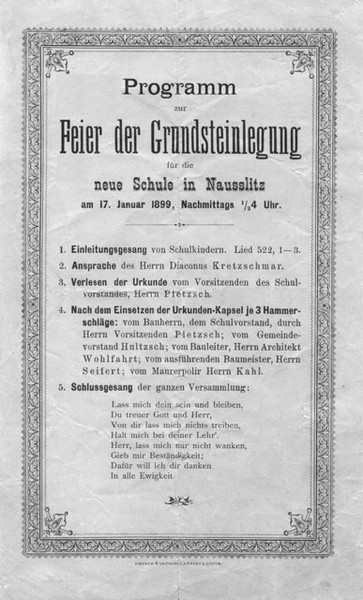 Programm
zur
Feier der Grundsteinlegung
für die
neue Schule in Nausslitz
am 17. Januar 1899, Nachmittags ½4 Uhr.
1. Einleitungsgesang von Schulkindern. Lied 522, 1—3.
2. Ansprache des Herrn Diaconus Kretzschmar.
3. Verlesen der Urkunde vom Vorsitzenden des Schul-
vorstandes, Herrn Pietzsch.
4. Nach dem Einsetzen der Urkunden-Kapsel je 3 Hammer-
schläge: vom Bauherrn, dem Schulvorstand, durch
Herrn Vorsitzenden Pietzsch; vom Gemeinde-
vorstand Hultzsch; vom Bauleiter, Herrn Architekt
Wohlfahrt; vom ausführenden Baumeister, Herrn
Seifert; vom Maurerpolir Herrn Kahl.
5. Schlussgesang der ganzen Versammlung:
Lass mich dein sein und bleiben,
Du treuer Gott und Herr,
Von dir lass mich nichts treiben,
Halt mich bei deiner Lehr'.
Herr, lass mich nur nicht wanken,
Gieb mir Beständigkeit;
Dafür will ich dir danken
In alle Ewigkeit.